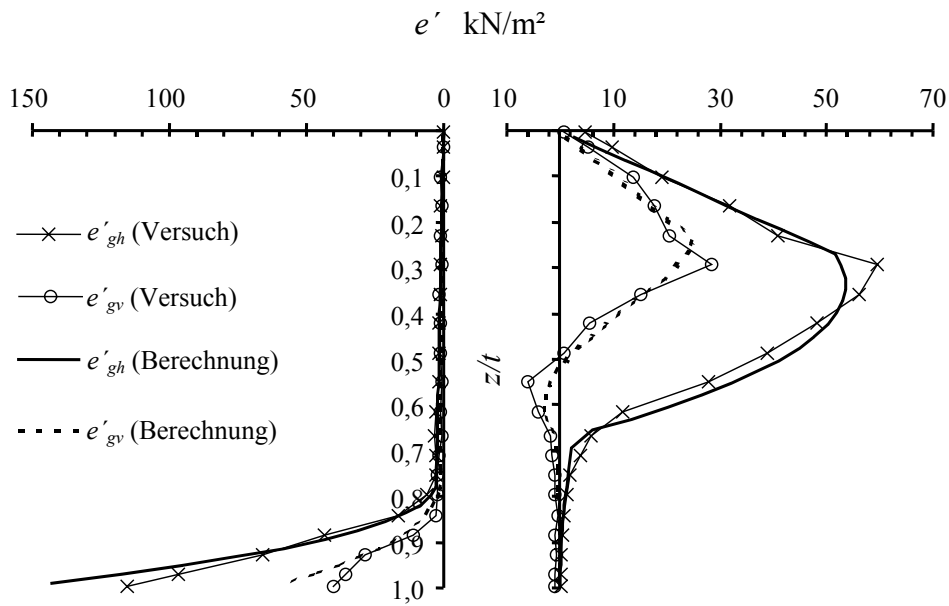 e´ kN/m²
150 100 50 0 10 10 30 50 70
0,1
0,2
0,3
0,4
0,5
0,6
0,7
0,8
0,9
1,0
z/t
e´gh (Versuch)
e´gv (Versuch)
e´gh (Berechnung)
e´gv (Berechnung)